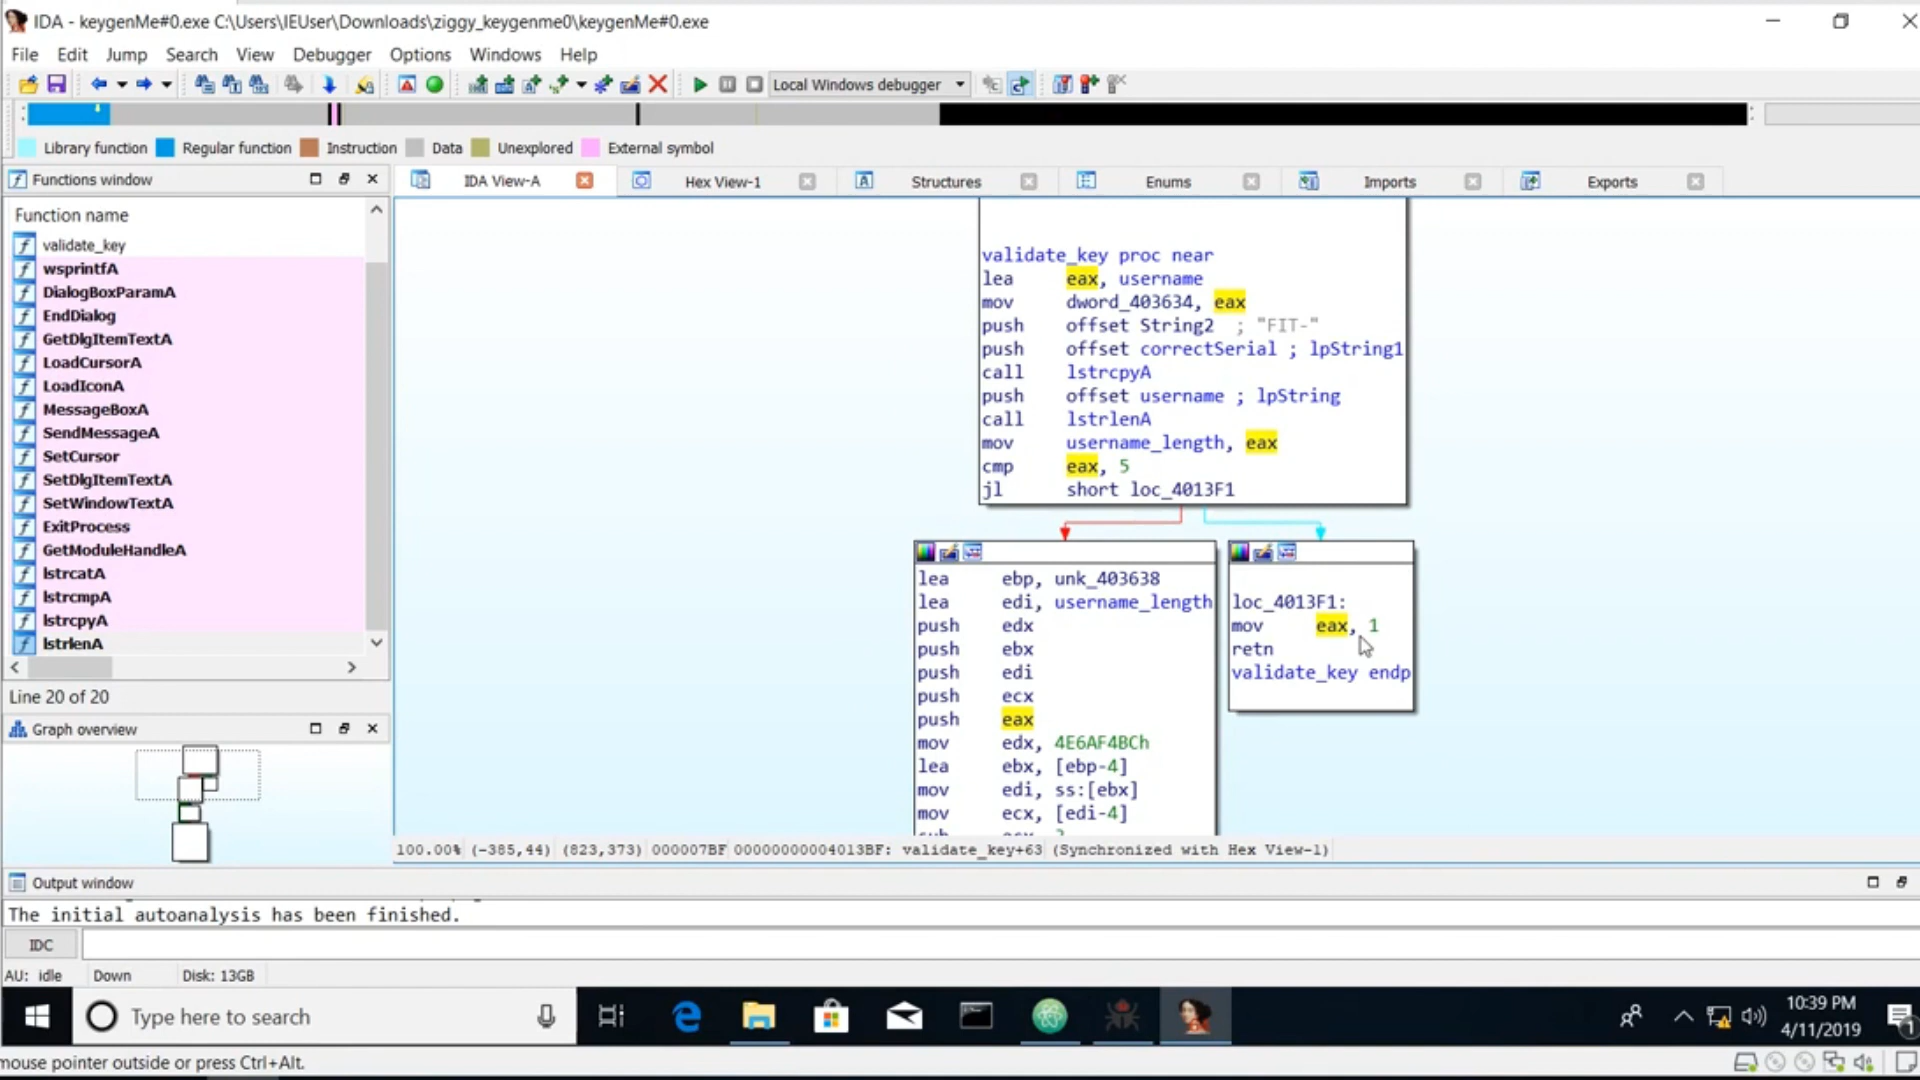 IDA - keygenMe#0.exe C:\Users\IEUser\Downloads\ziggy_keygenme0\keygenMe#0.exe
File Edit Jump Search View Debugger Options Windows Help
Local Windows debugger
Library function Regular function Instruction Data Unexplored External symbol
Functions window
IDA View-A Hex View-1 Structures Enums Imports Exports
Function name
validate_key
wsprintfA
DialogBoxParamA
EndDialog
GetDlgItemTextA
LoadCursorA
LoadIconA
MessageBoxA
SendMessageA
SetCursor
SetDlgItemTextA
SetWindowTextA
ExitProcess
GetModuleHandleA
lstrcatA
lstrcmpA
lstrcpyA
lstrlenA
Line 20 of 20
Graph overview
validate_key proc near
lea eax, username
mov dword_403634, eax
push offset String2 ; "FIT-"
push offset correctSerial ; lpString1
call lstrcpyA
push offset username ; lpString
call lstrlenA
mov username_length, eax
cmp eax, 5
jl short loc_4013F1
lea ebp, unk_403638
lea edi, username_length
push edx
push ebx
push edi
push ecx
push eax
mov edx, 4E6AF4BCh
lea ebx, [ebp-4]
mov edi, ss:[ebx]
mov ecx, [edi-4]
loc_4013F1:
mov eax, 1
retn
validate_key endp
100.00% (-385,44) (823,373) 000007BF 00000000004013BF: validate_key+63 (Synchronized with Hex View-1)
Output window
The initial autoanalysis has been finished.
IDC
AU: idle Down Disk: 13GB
Type here to search
10:39 PM
4/11/2019
1
mouse pointer outside or press Ctrl+Alt.